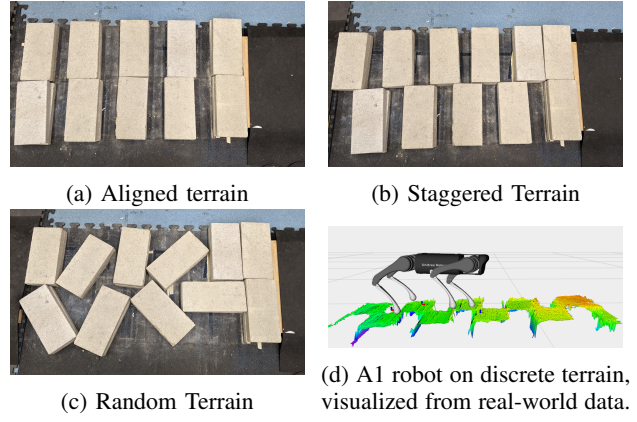 (a) Aligned terrain
(b) Staggered Terrain
(c) Random Terrain
(d) A1 robot on discrete terrain,
visualized from real-world data.